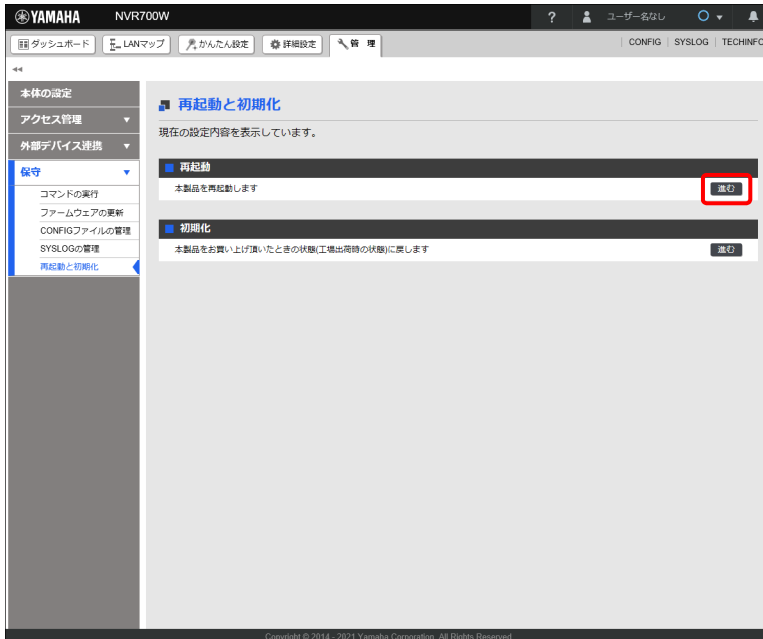 YAMAHA NVR700W ? ユーザー名なし
ダッシュボード LANマップ かんたん設定 詳細設定 管 理 CONFIG SYSLOG TECHINFO
本体の設定
アクセス管理
外部デバイス連携
保守
コマンドの実行
ファームウェアの更新
CONFIGファイルの管理
SYSLOGの管理
再起動と初期化
再起動と初期化
現在の設定内容を表示しています。
再起動
本製品を再起動します 進む
初期化
本製品をお買い上げ頂いたときの状態(工場出荷時の状態)に戻します 進む
Copyright © 2014 - 2021 Yamaha Corporation. All Rights Reserved.